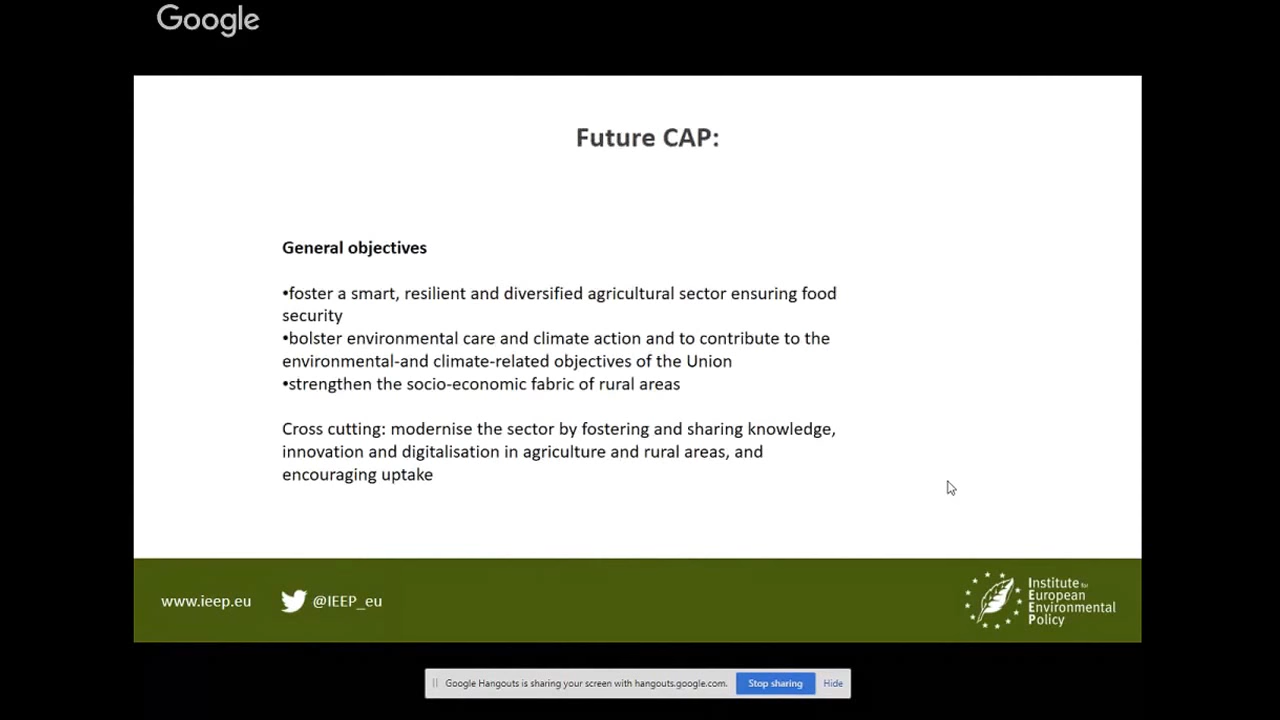 Google
Future CAP:
General objectives
•foster a smart, resilient and diversified agricultural sector ensuring food
security
•bolster environmental care and climate action and to contribute to the
environmental-and climate-related objectives of the Union
•strengthen the socio-economic fabric of rural areas
Cross cutting: modernise the sector by fostering and sharing knowledge,
innovation and digitalisation in agriculture and rural areas, and
encouraging uptake
www.ieep.eu @IEEP_eu
Institute for
European
Environmental
Policy
Google Hangouts is sharing your screen with hangouts.google.com. Stop sharing Hide